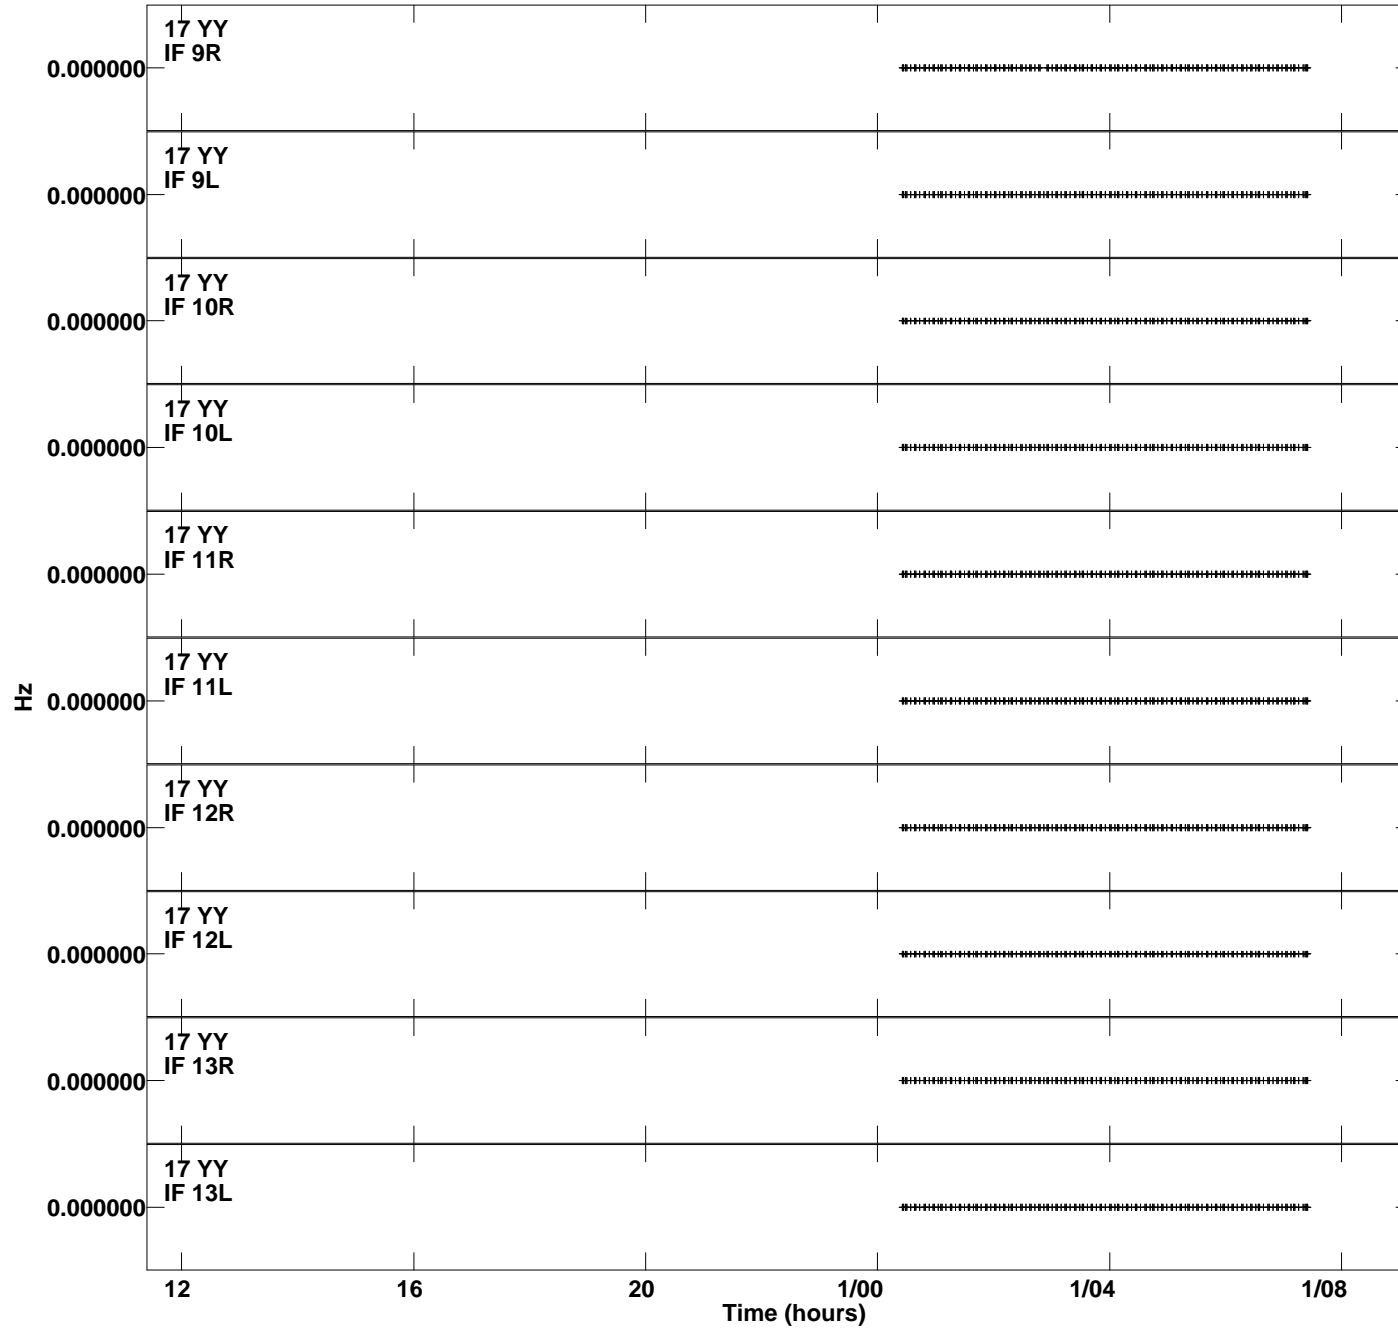 17 YY
IF 9R
0.000000
17 YY
IF 9L
0.000000
17 YY
IF 10R
0.000000
17 YY
IF 10L
0.000000
17 YY
IF 11R
0.000000
17 YY
IF 11L
Hz
0.000000
17 YY
IF 12R
0.000000
17 YY
IF 12L
0.000000
17 YY
IF 13R
0.000000
17 YY
IF 13L
0.000000
12 16 20 1/00 1/04 1/08
Time (hours)